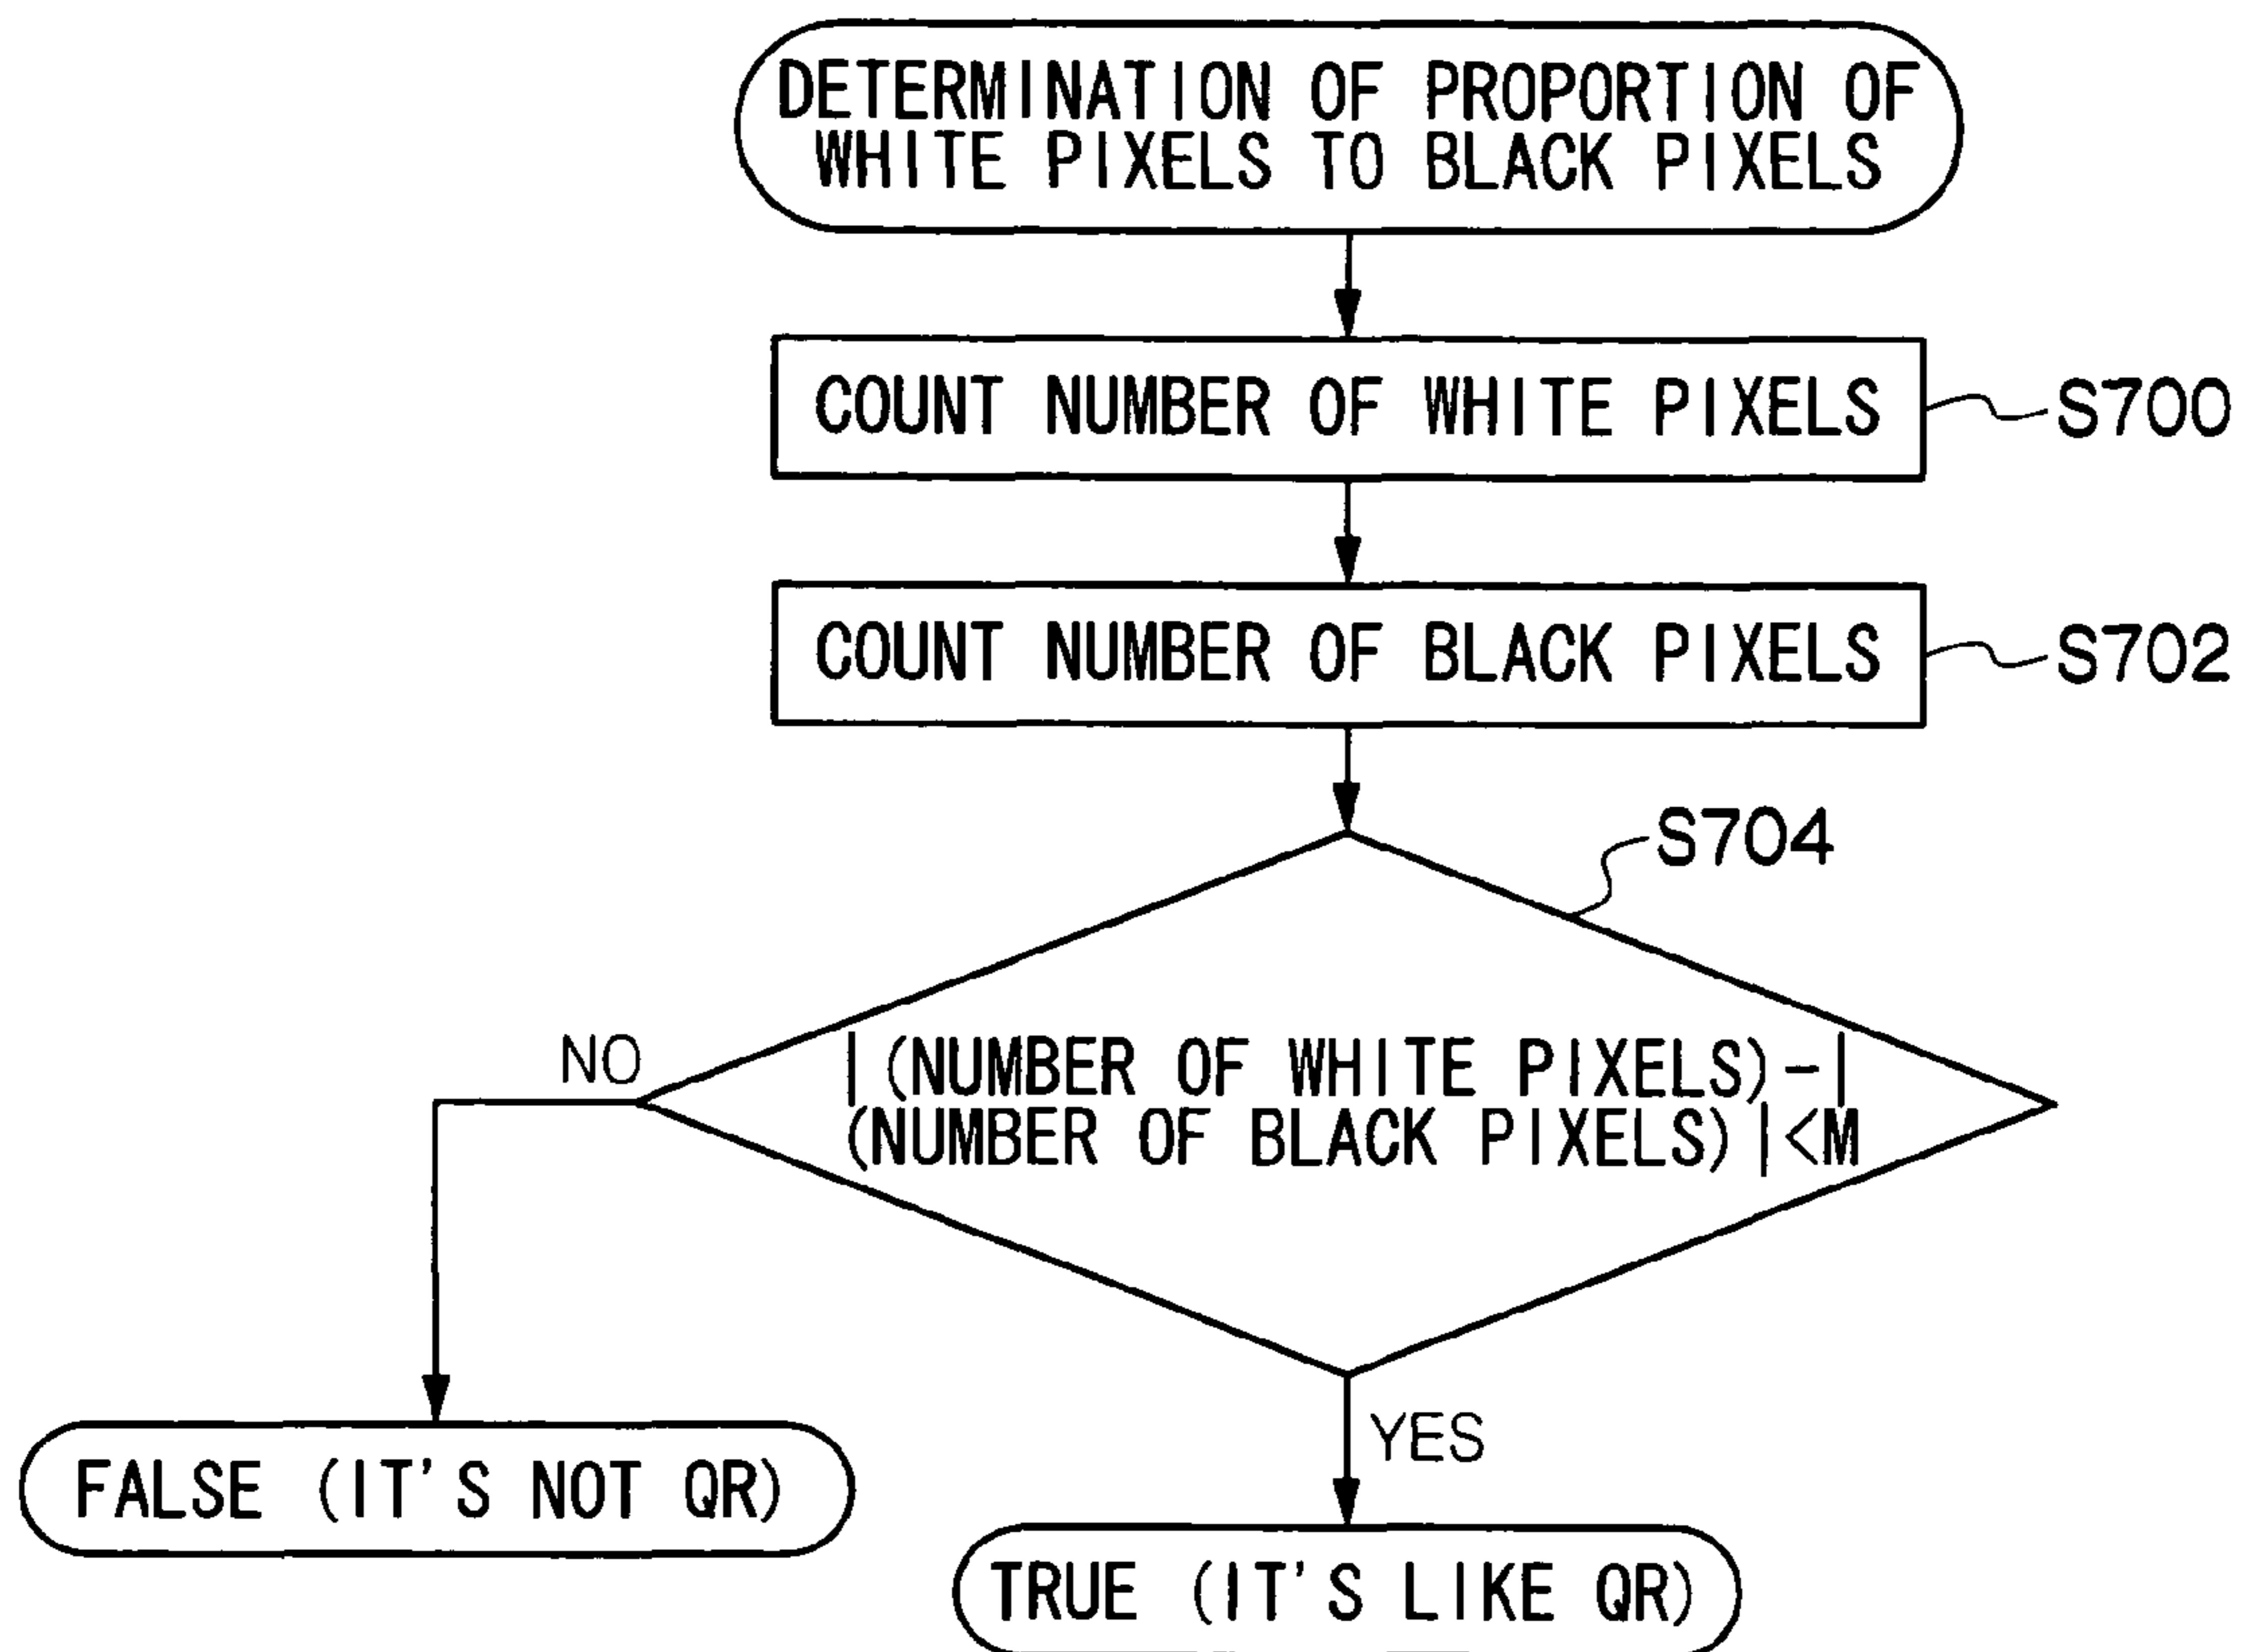 DETERMINATION OF PROPORTION OF
WHITE PIXELS TO BLACK PIXELS
COUNT NUMBER OF WHITE PIXELS
S700
COUNT NUMBER OF BLACK PIXELS
S702
S704
NO
|(NUMBER OF WHITE PIXELS)-|
(NUMBER OF BLACK PIXELS)|<M
YES
FALSE (IT'S NOT QR)
TRUE (IT'S LIKE QR)